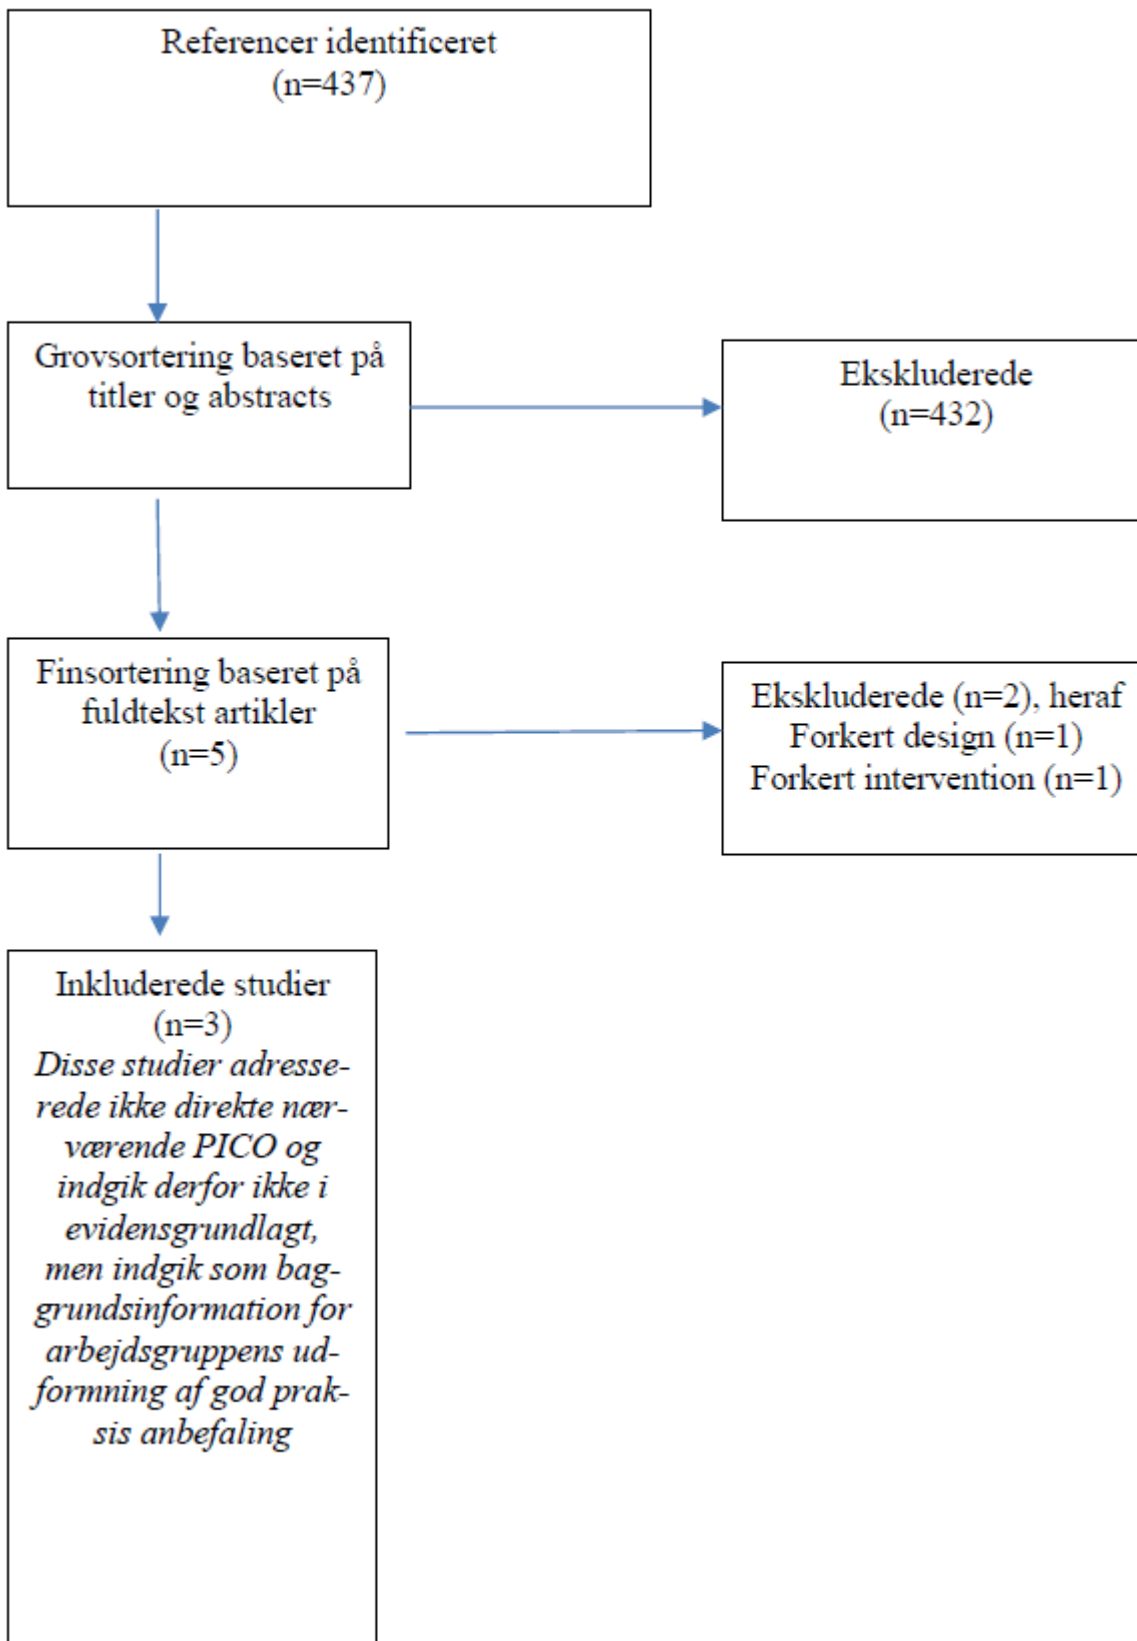 Referencer identificeret
(n=437)
Grovsortering baseret på
titler og abstracts
Ekskluderede
(n=432)
Finsortering baseret på
fuldtekst artikler
(n=5)
Ekskluderede (n=2), heraf
Forkert design (n=1)
Forkert intervention (n=1)
Inkluderede studier
(n=3)
Disse studier adresse-
rede ikke direkte nær-
værende PICO og
indgik derfor ikke i
evidensgrundlagt,
men indgik som bag-
grundsinformation for
arbejdsgruppens ud-
formning af god prak-
sis anbefaling